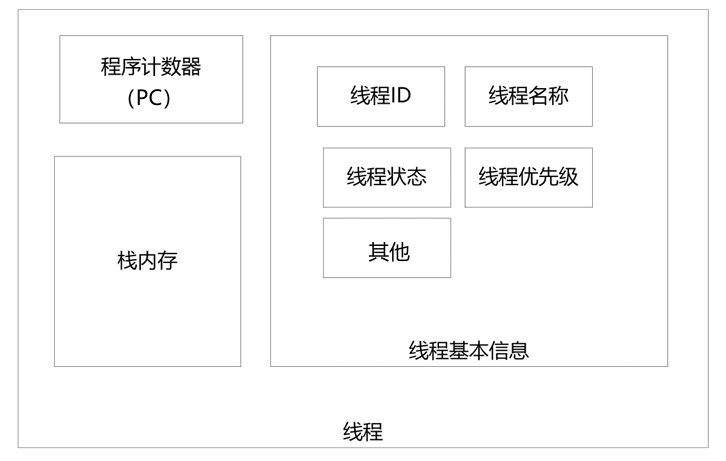 程序计数器
（PC）
线程ID
线程名称
线程状态
线程优先级
栈内存
其他
线程基本信息
线程